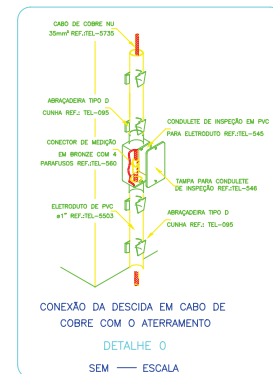 CABO DE COBRE NU
35mm² REF.:TEL-5735
ABRAÇADEIRA TIPO D
CUNHA REF.: TEL-095
CONECTOR DE MEDIÇÃO
EM BRONZE COM 4
PARAFUSOS REF.:TEL-560
ELETRODUTO DE PVC
ø1" REF.:TEL-5503
CONDULETE DE INSPEÇÃO EM PVC
PARA ELETRODUTO REF.:TEL-545
TAMPA PARA CONDULETE
DE INSPEÇÃO REF.:TEL-546
ABRAÇADEIRA TIPO D
CUNHA REF.: TEL-095
CONEXÃO DA DESCIDA EM CABO DE
COBRE COM O ATERRAMENTO
DETALHE 0
SEM — ESCALA